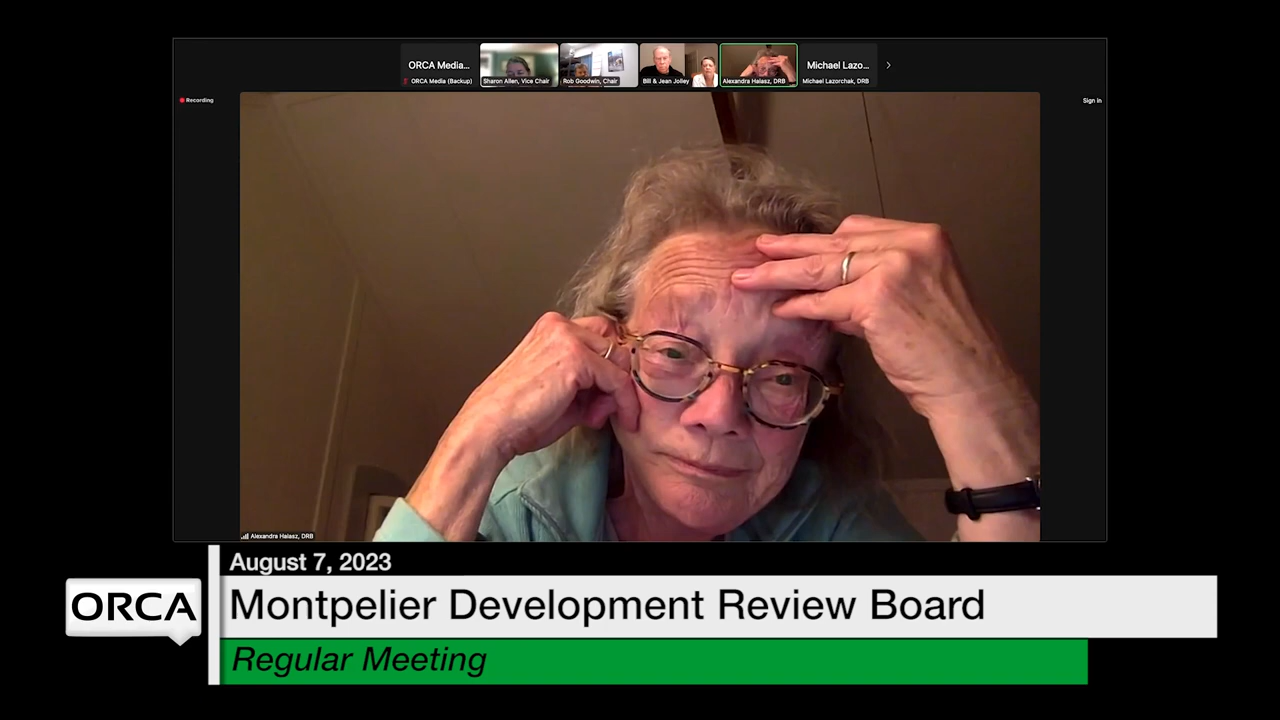 ORCA Media...
ORCA Media (Backup)
Sharon Allen, Vice Chair
Rob Goodwin, Chair
Bill & Jean Jolley
Alexandra Halasz, DRB
Michael Lazo...
Michael Lazorchak, DRB
Recording
Sign in
Alexandra Halasz, DRB
August 7, 2023
ORCA
Montpelier Development Review Board
Regular Meeting